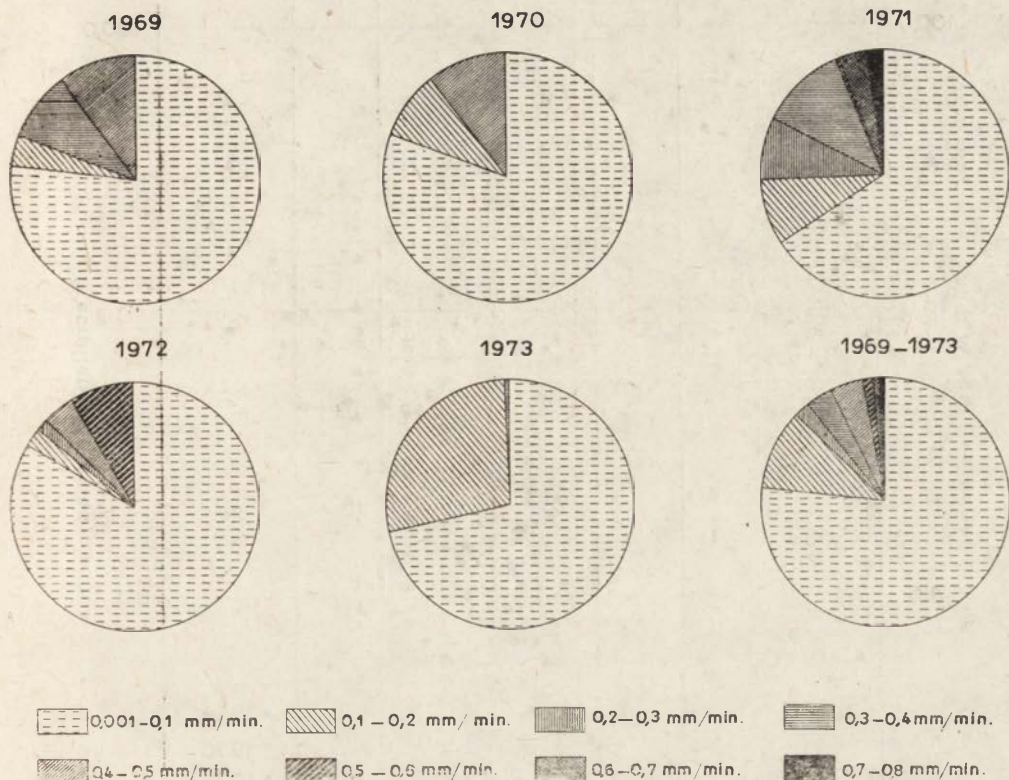 1969 1970 1971
1972 1973 1969–1973
0,001–0,1 mm/min. 0,1 – 0,2 mm/ min. 0,2–0,3 mm/min. 0,3–0,4 mm/min.
0,4 – 0,5 mm/min. 0,5 – 0,6 mm/min. 0,6 – 0,7 mm/min. 0,7–0,8 mm/min.